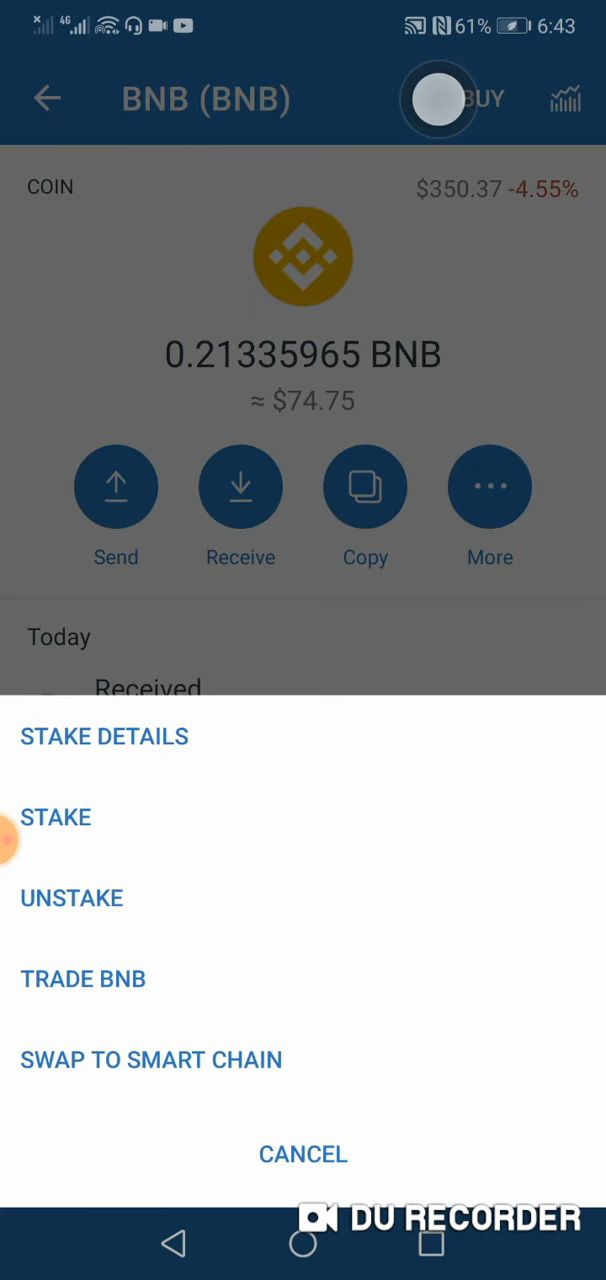 4G 61% 6:43
BNB (BNB) BUY
COIN $350.37 -4.55%
0.21335965 BNB
≈ $74.75
Send Receive Copy More
Today
Received
STAKE DETAILS
STAKE
UNSTAKE
TRADE BNB
SWAP TO SMART CHAIN
CANCEL
DU RECORDER